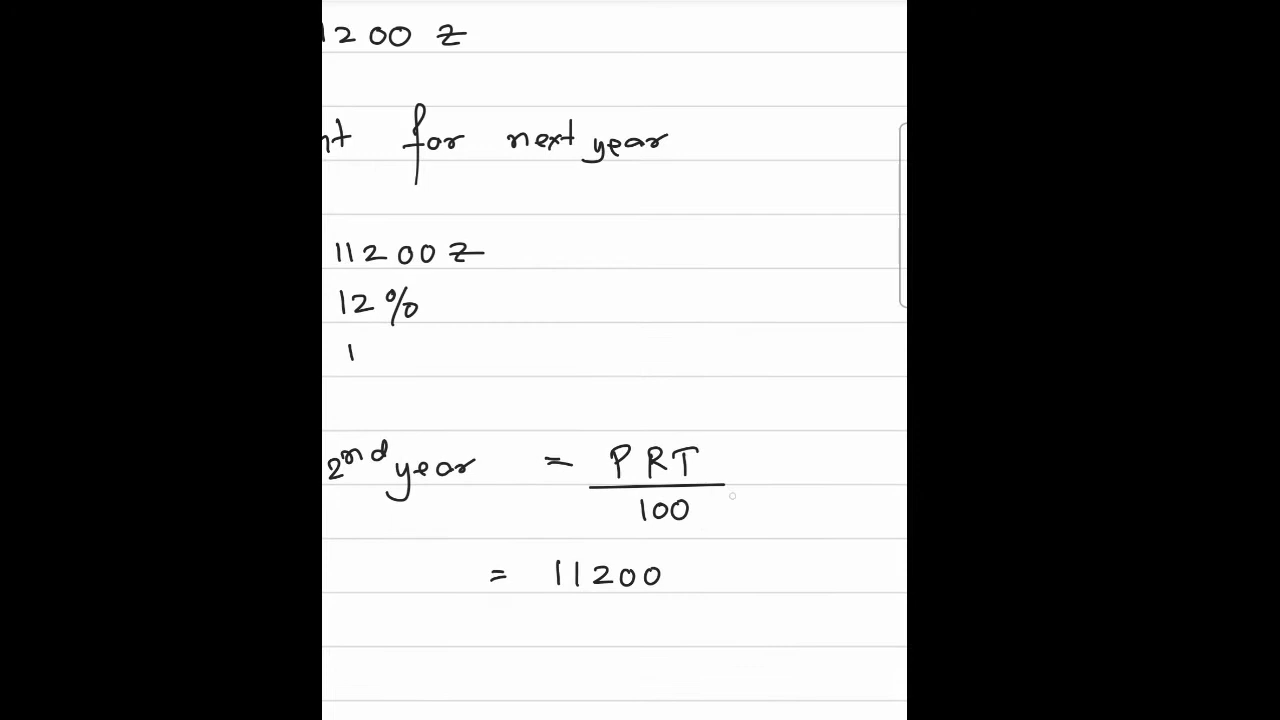 1200 Z
nt for next year
11200 Z
12%
1
2nd year = PRT
100
= 11200